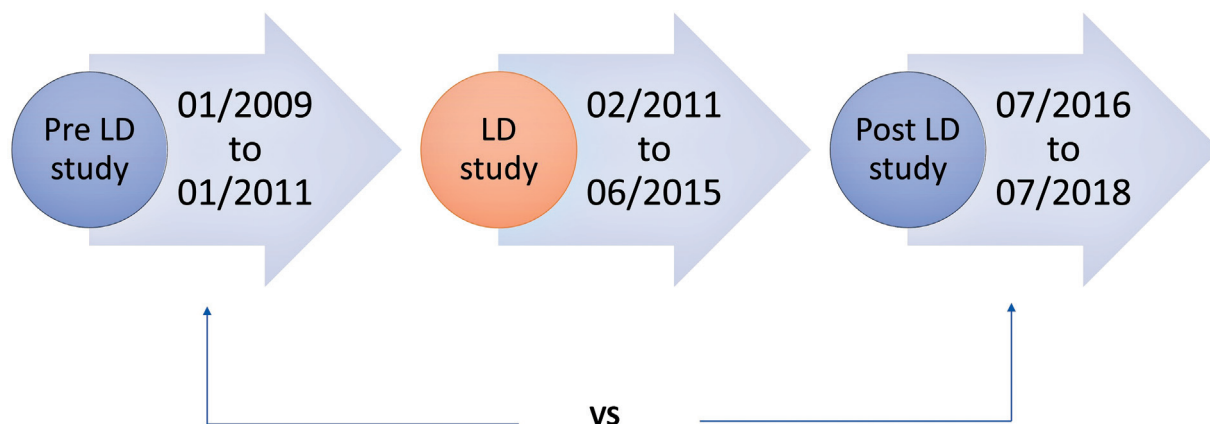 Pre LD
study
01/2009
to
01/2011
LD
study
02/2011
to
06/2015
Post LD
study
07/2016
to
07/2018
vs